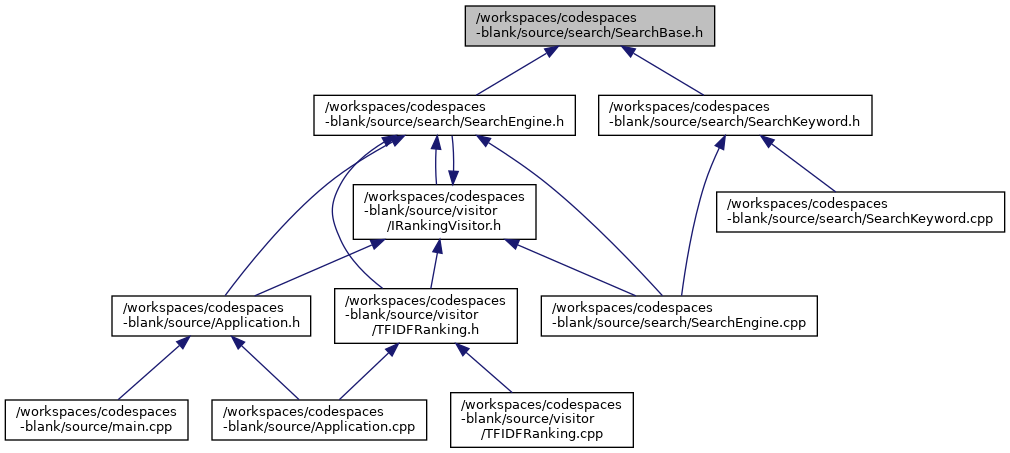 /workspaces/codespaces
-blank/source/search/SearchBase.h
/workspaces/codespaces
-blank/source/search/SearchEngine.h
/workspaces/codespaces
-blank/source/search/SearchKeyword.h
/workspaces/codespaces
-blank/source/visitor
/IRankingVisitor.h
/workspaces/codespaces
-blank/source/search/SearchKeyword.cpp
/workspaces/codespaces
-blank/source/Application.h
/workspaces/codespaces
-blank/source/visitor
/TFIDFRanking.h
/workspaces/codespaces
-blank/source/search/SearchEngine.cpp
/workspaces/codespaces
-blank/source/main.cpp
/workspaces/codespaces
-blank/source/Application.cpp
/workspaces/codespaces
-blank/source/visitor
/TFIDFRanking.cpp